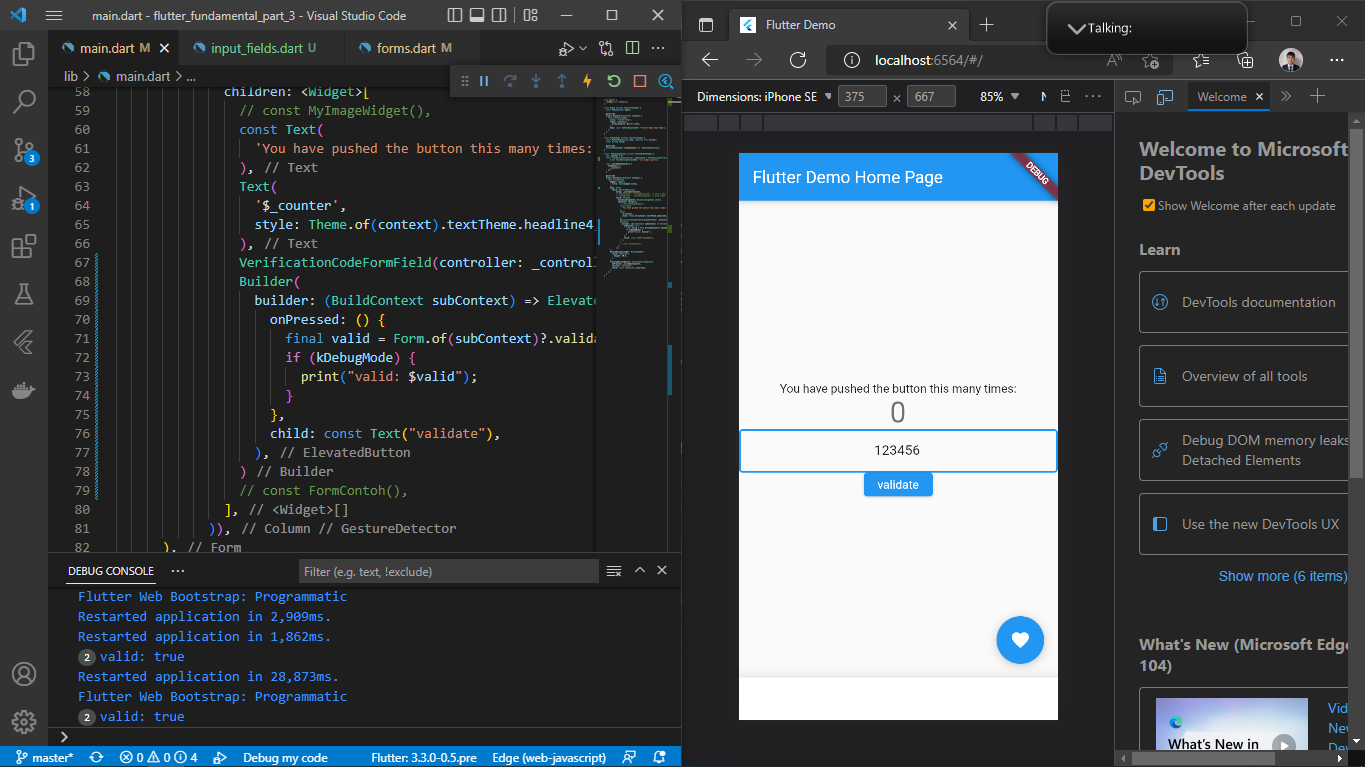 main.dart - flutter_fundamental_part_3 - Visual Studio Code
main.dart M
input_fields.dart U
forms.dart M
lib > main.dart > ...
58 children: <Widget>[
59 // const MyImageWidget(),
60 const Text(
61 'You have pushed the button this many times:
62 ), // Text
63 Text(
64 '$_counter',
65 style: Theme.of(context).textTheme.headline4
66 ), // Text
67 VerificationCodeFormField(controller: _control
68 Builder(
69 builder: (BuildContext subContext) => Elevate
70 onPressed: () {
71 final valid = Form.of(subContext)?.valida
72 if (kDebugMode) {
73 print("valid: $valid");
74 }
75 },
76 child: const Text("validate"),
77 ), // ElevatedButton
78 ) // Builder
79 // const FormContoh(),
80 ], // <Widget>[]
81 )), // Column // GestureDetector
82 ), // Form
3
1
DEBUG CONSOLE
Filter (e.g. text, !exclude)
Flutter Web Bootstrap: Programmatic
Restarted application in 2,909ms.
Restarted application in 1,862ms.
2 valid: true
Restarted application in 28,873ms.
Flutter Web Bootstrap: Programmatic
2 valid: true
master*
0 0 4
Debug my code
Flutter: 3.3.0-0.5.pre
Edge (web-javascript)
Flutter Demo
Talking:
localhost:6564/#/
Dimensions: iPhone SE
375 × 667
85%
N
Flutter Demo Home Page
DEBUG
You have pushed the button this many times:
0
123456
validate
Welcome
Welcome to Microsoft
DevTools
Show Welcome after each update
Learn
DevTools documentation
Overview of all tools
Debug DOM memory leaks
Detached Elements
Use the new DevTools UX
Show more (6 items)
What's New (Microsoft Edge
104)
What's New in
Vid
New
Dev